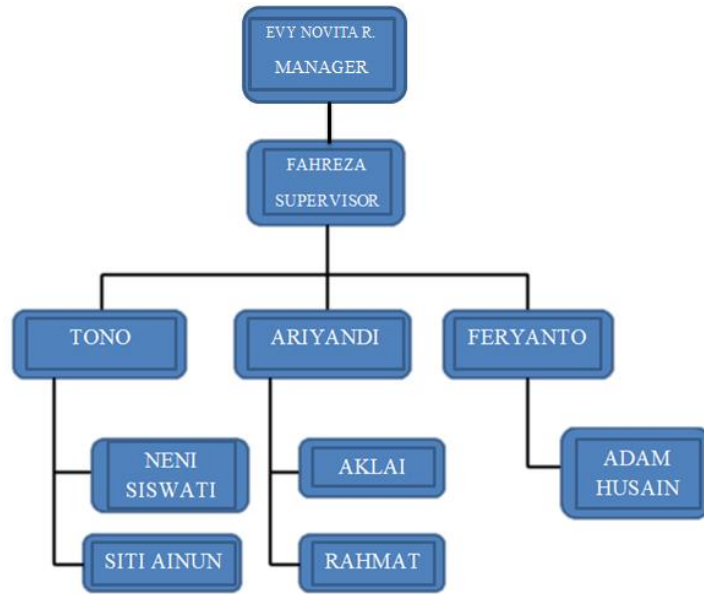 EVY NOVITA R.
MANAGER
FAHREZA
SUPERVISOR
TONO
ARIYANDI
FERYANTO
NENI
SISWATI
AKLAI
ADAM
HUSAIN
SITI AINUN
RAHMAT